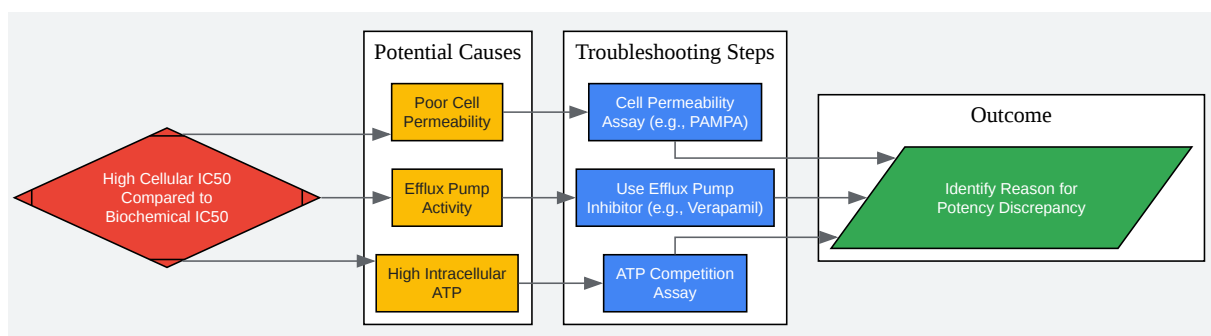 High Cellular IC50
Compared to
Biochemical IC50
Potential Causes
Poor Cell
Permeability
Efflux Pump
Activity
High Intracellular
ATP
Troubleshooting Steps
Cell Permeability
Assay (e.g., PAMPA)
Use Efflux Pump
Inhibitor (e.g., Verapamil)
ATP Competition
Assay
Outcome
Identify Reason for
Potency Discrepancy